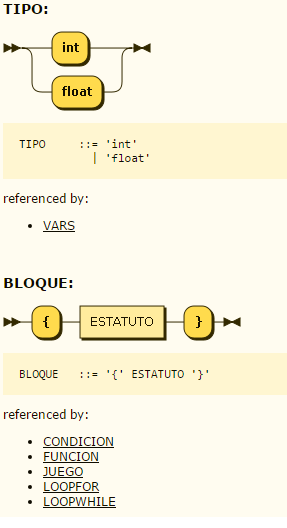 TIPO:
int
float
TIPO ::= 'int'
| 'float'
referenced by:
• VARS
BLOQUE:
{ ESTATUTO }
BLOQUE ::= '{' ESTATUTO '}'
referenced by:
• CONDICION
• FUNCION
• JUEGO
• LOOPFOR
• LOOPWHILE